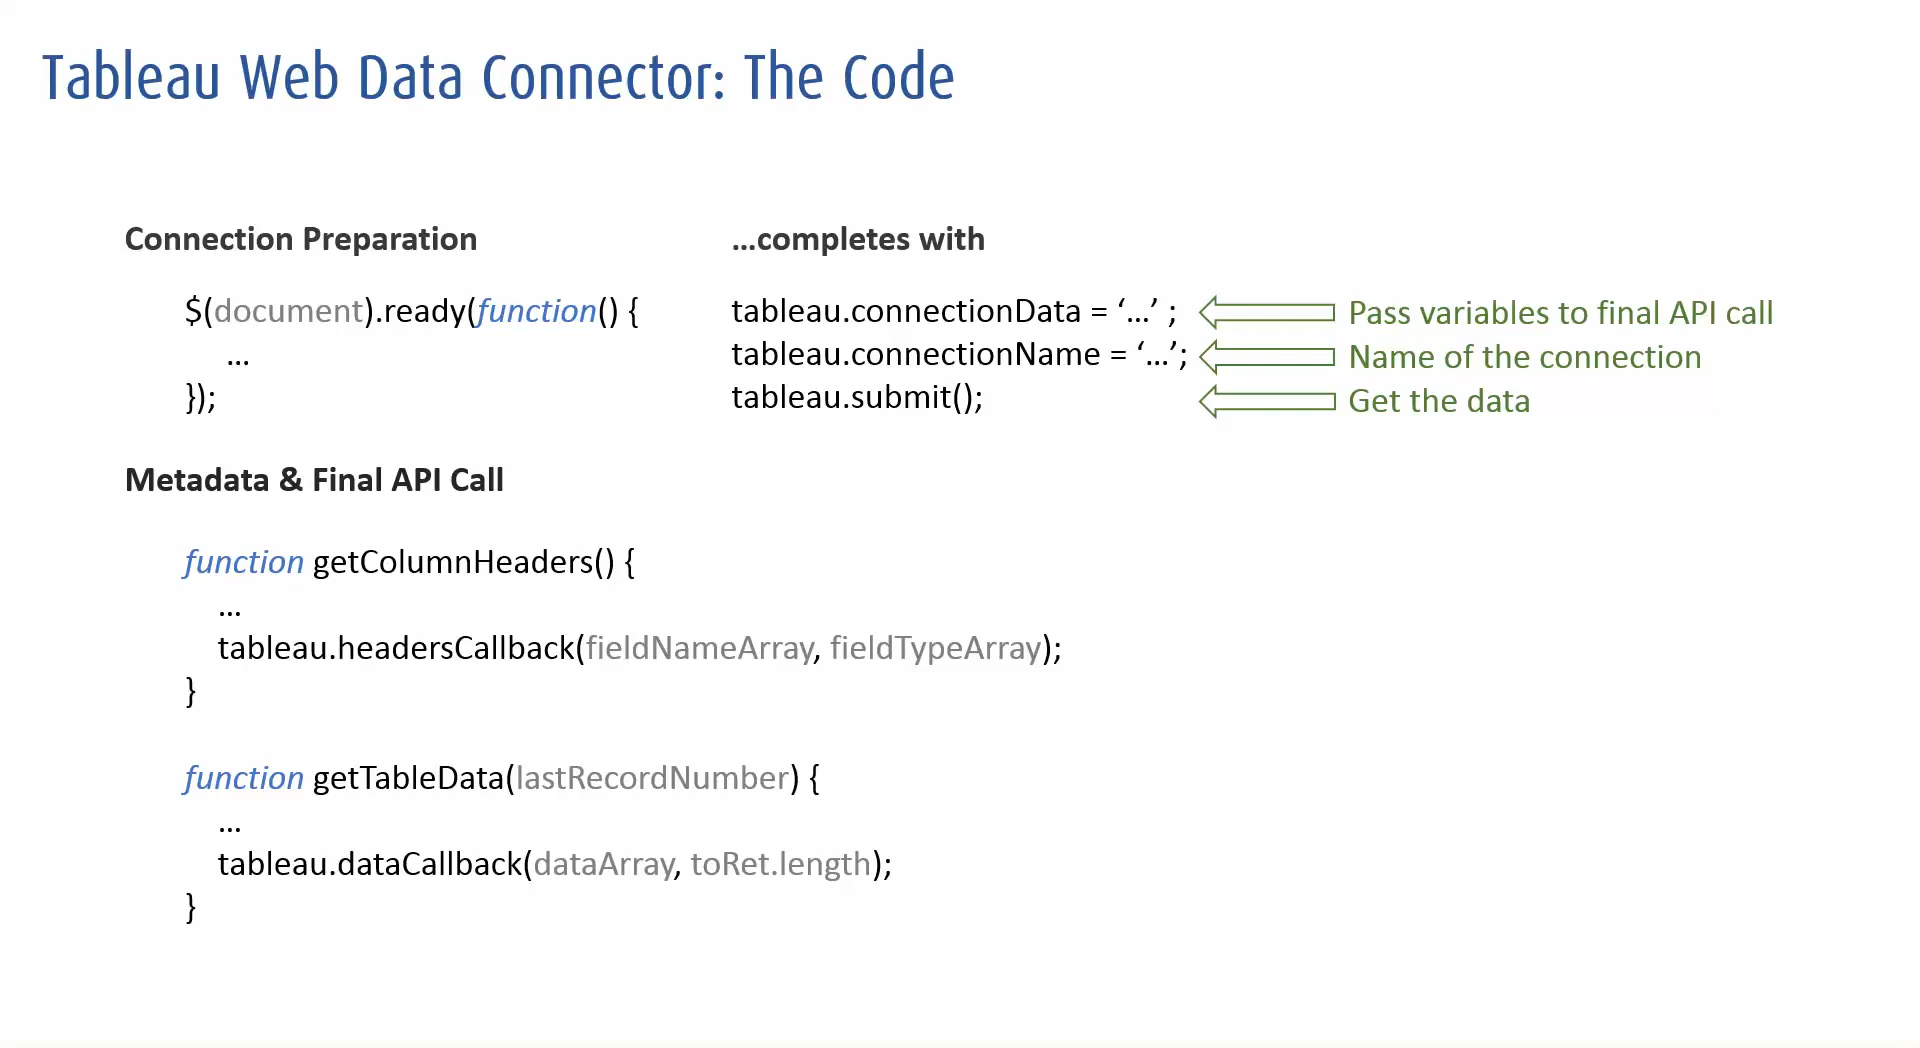 Tableau Web Data Connector: The Code
Connection Preparation
$(document).ready(function() {
…
});
…completes with
tableau.connectionData = ‘…’ ;
tableau.connectionName = ‘…’;
tableau.submit();
Pass variables to final API call
Name of the connection
Get the data
Metadata & Final API Call
function getColumnHeaders() {
…
tableau.headersCallback(fieldNameArray, fieldTypeArray);
}
function getTableData(lastRecordNumber) {
…
tableau.dataCallback(dataArray, toRet.length);
}